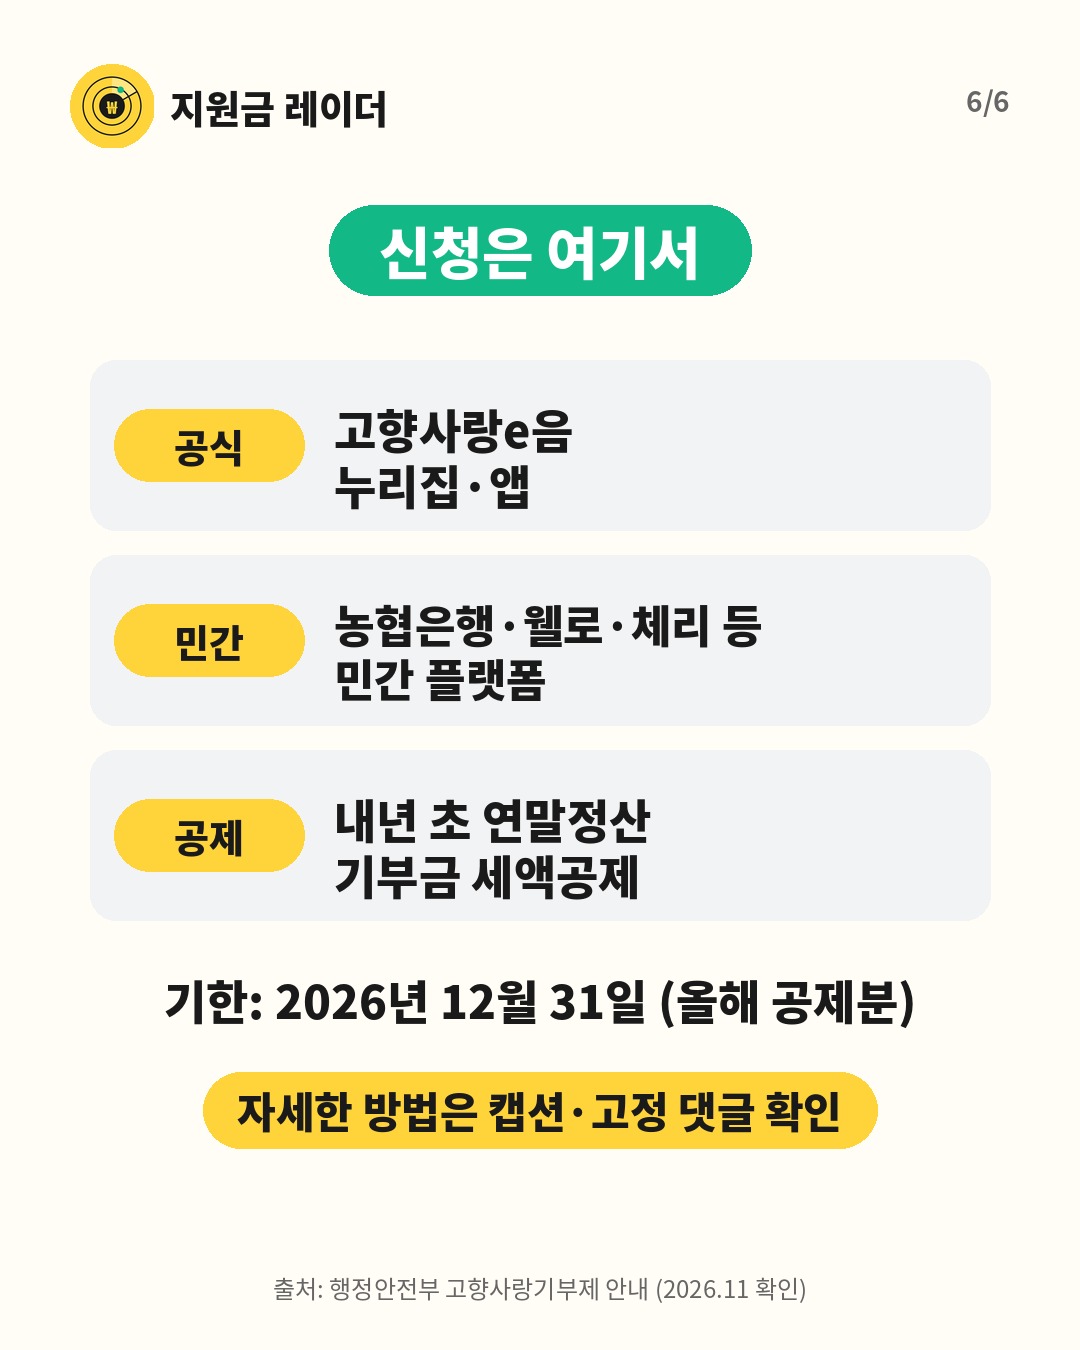 지원금 레이더
6/6
신청은 여기서
공식
고향사랑e음
누리집·앱
민간
농협은행·웰로·체리 등
민간 플랫폼
공제
내년 초 연말정산
기부금 세액공제
기한: 2026년 12월 31일 (올해 공제분)
자세한 방법은 캡션·고정 댓글 확인
출처: 행정안전부 고향사랑기부제 안내 (2026.11 확인)